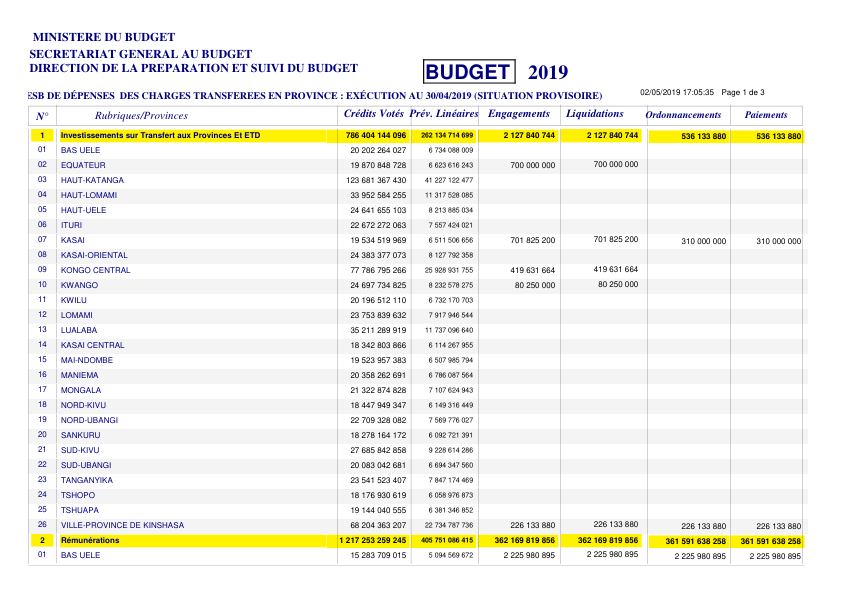 MINISTERE DU BUDGET
SECRETARIAT GENERAL AU BUDGET
DIRECTION DE LA PREPARATION ET SUIVI DU BUDGET
BUDGET 2019
ESB DE DÉPENSES DES CHARGES TRANSFEREES EN PROVINCE : EXÉCUTION AU 30/04/2019 (SITUATION PROVISOIRE) 02/05/2019 17:05:35 Page 1 de 3
N° Rubriques/Provinces Crédits Votés Prév. Linéaires Engagements Liquidations Ordonnancements Paiements
1 Investissements sur Transfert aux Provinces Et ETD 786 404 144 096 262 134 714 699 2 127 840 744 2 127 840 744 536 133 880 536 133 880
01 BAS UELE 20 202 264 027 6 734 088 009
02 EQUATEUR 19 870 848 728 6 623 616 243 700 000 000 700 000 000
03 HAUT-KATANGA 123 681 367 430 41 227 122 477
04 HAUT-LOMAMI 33 952 584 255 11 317 528 085
05 HAUT-UELE 24 641 655 103 8 213 885 034
06 ITURI 22 672 272 063 7 557 424 021
07 KASAI 19 534 519 969 6 511 506 656 701 825 200 701 825 200 310 000 000 310 000 000
08 KASAI-ORIENTAL 24 383 377 073 8 127 792 358
09 KONGO CENTRAL 77 786 795 266 25 928 931 755 419 631 664 419 631 664
10 KWANGO 24 697 734 825 8 232 578 275 80 250 000 80 250 000
11 KWILU 20 196 512 110 6 732 170 703
12 LOMAMI 23 753 839 632 7 917 946 544
13 LUALABA 35 211 289 919 11 737 096 640
14 KASAI CENTRAL 18 342 803 866 6 114 267 955
15 MAI-NDOMBE 19 523 957 383 6 507 985 794
16 MANIEMA 20 358 262 691 6 786 087 564
17 MONGALA 21 322 874 828 7 107 624 943
18 NORD-KIVU 18 447 949 347 6 149 316 449
19 NORD-UBANGI 22 709 328 082 7 569 776 027
20 SANKURU 18 278 164 172 6 092 721 391
21 SUD-KIVU 27 685 842 858 9 228 614 286
22 SUD-UBANGI 20 083 042 681 6 694 347 560
23 TANGANYIKA 23 541 523 407 7 847 174 469
24 TSHOPO 18 176 930 619 6 058 976 873
25 TSHUAPA 19 144 040 555 6 381 346 852
26 VILLE-PROVINCE DE KINSHASA 68 204 363 207 22 734 787 736 226 133 880 226 133 880 226 133 880 226 133 880
2 Rémunérations 1 217 253 259 245 405 751 086 415 362 169 819 856 362 169 819 856 361 591 638 258 361 591 638 258
01 BAS UELE 15 283 709 015 5 094 569 672 2 225 980 895 2 225 980 895 2 225 980 895 2 225 980 895